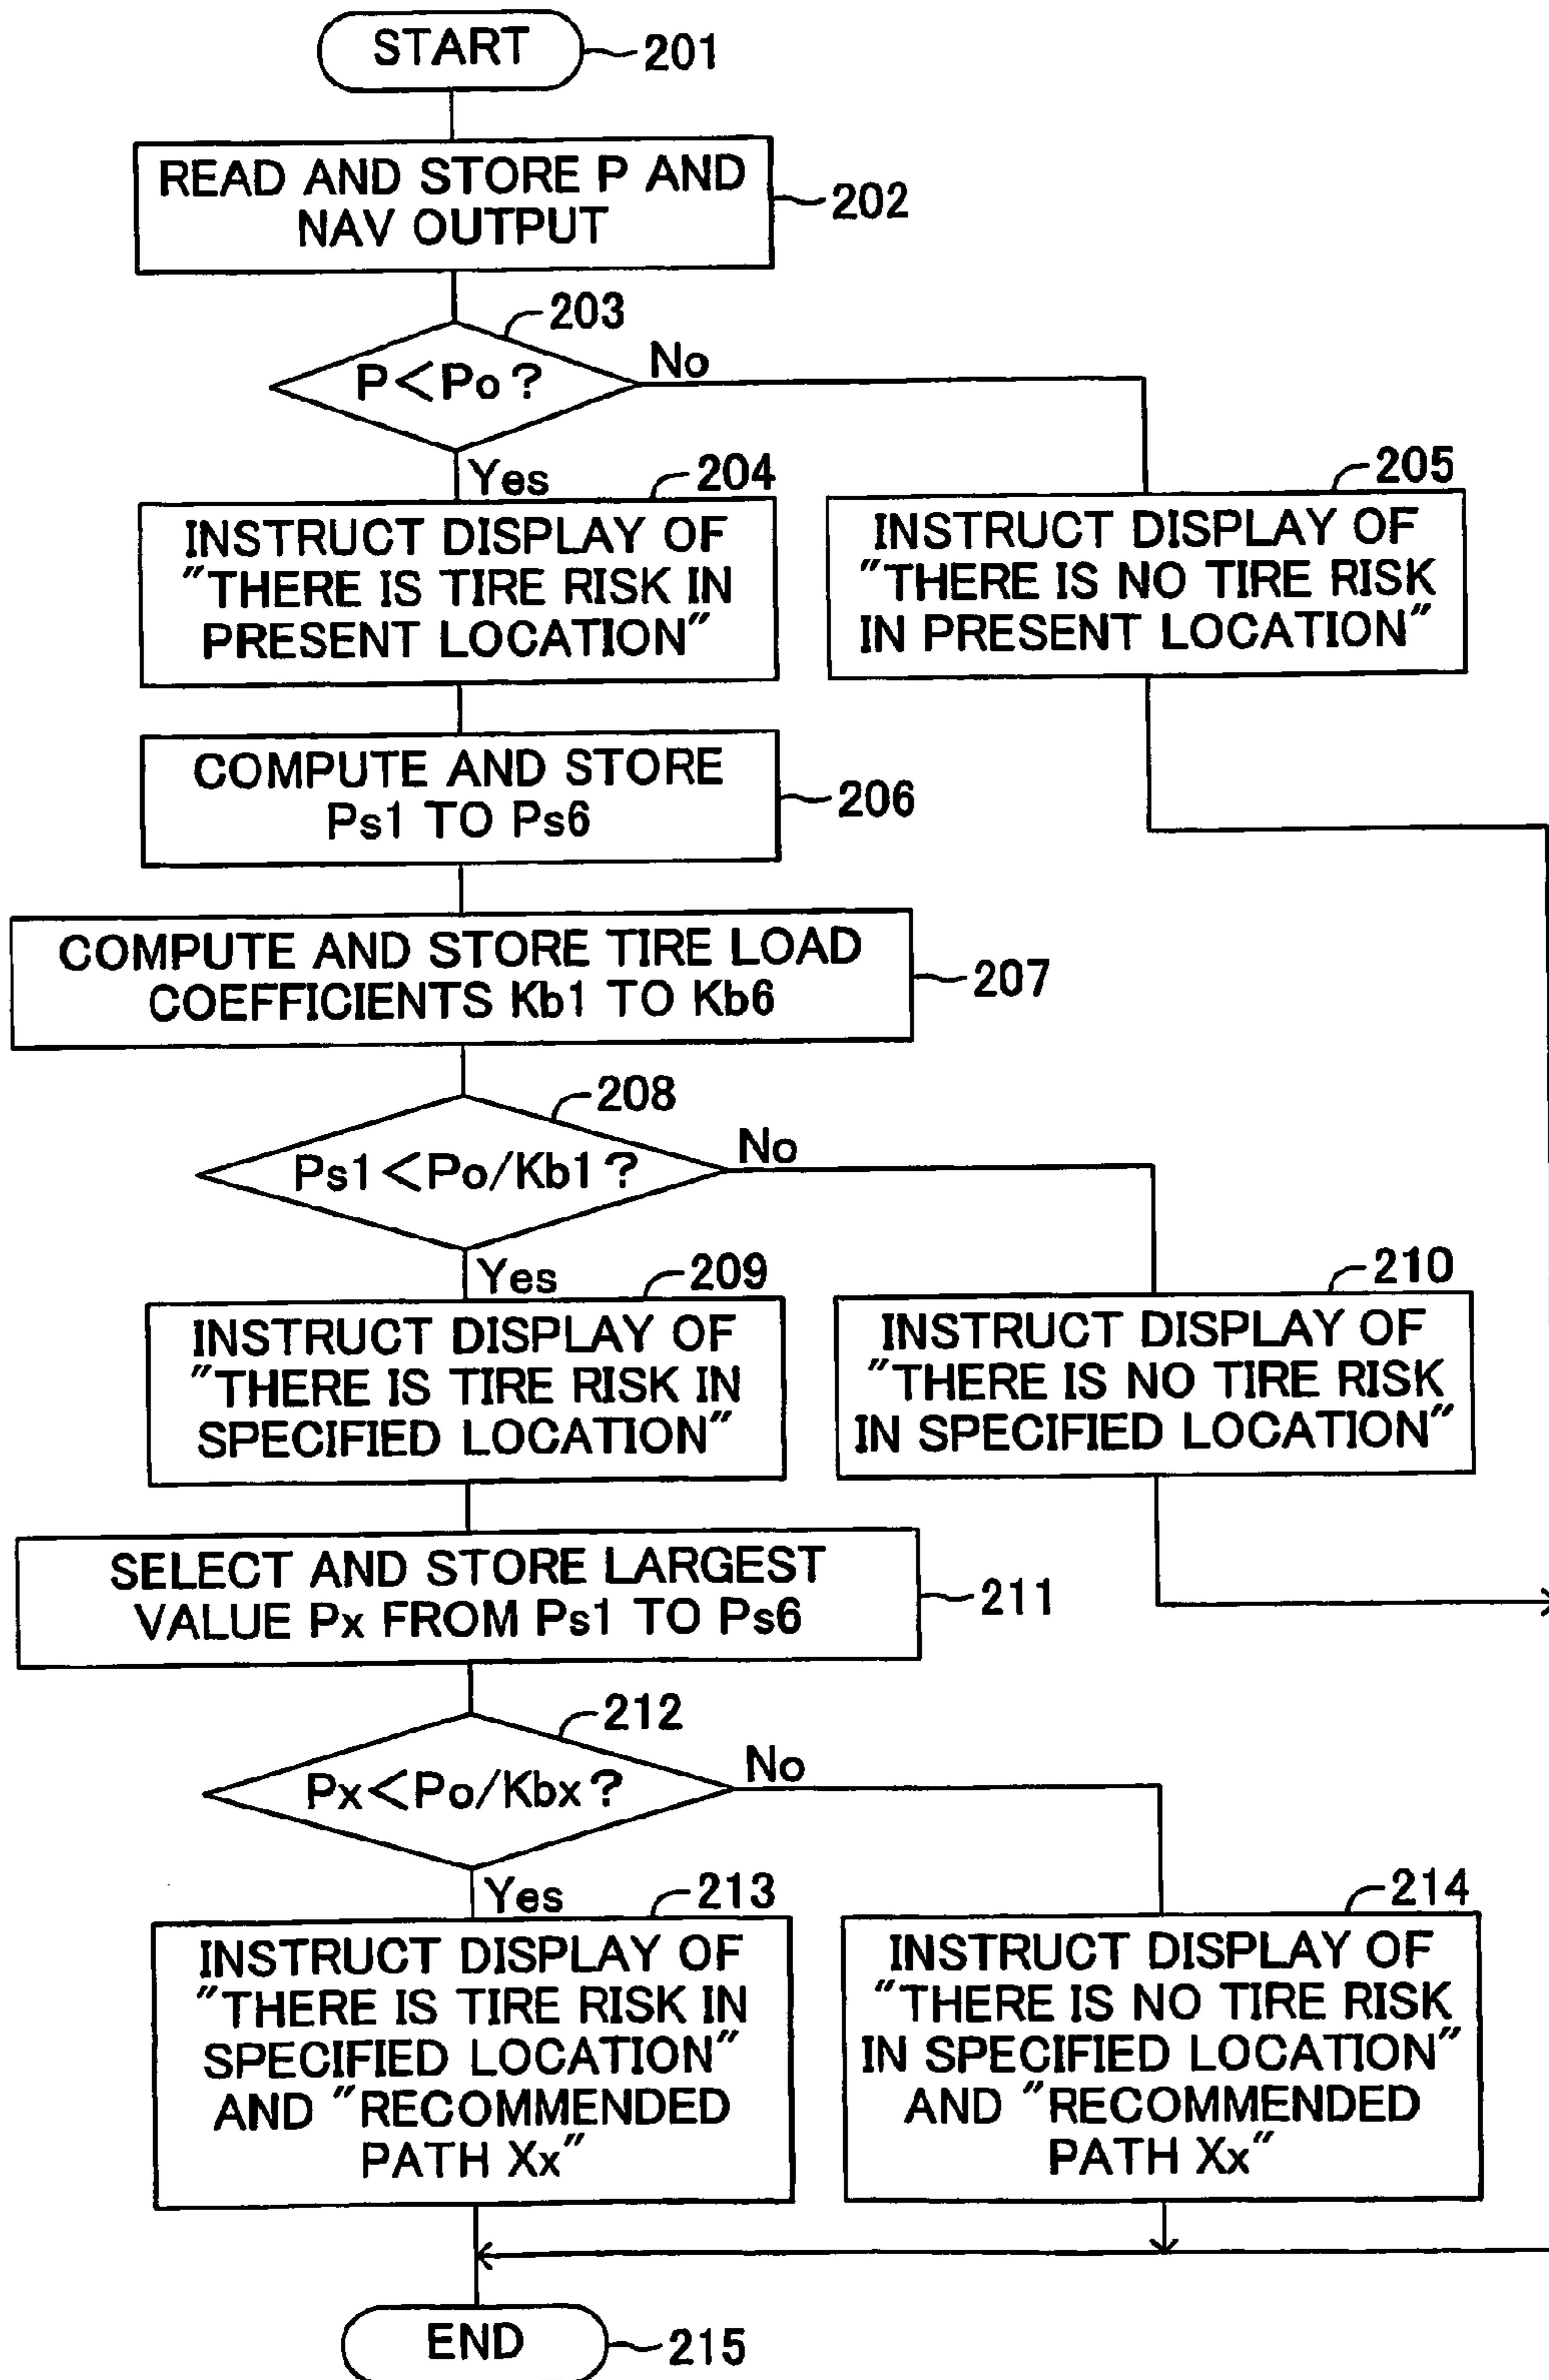 START
201
READ AND STORE P AND
NAV OUTPUT
202
203
P<Po?
No
Yes
204
INSTRUCT DISPLAY OF
"THERE IS TIRE RISK IN
PRESENT LOCATION"
205
INSTRUCT DISPLAY OF
"THERE IS NO TIRE RISK
IN PRESENT LOCATION"
COMPUTE AND STORE
Ps1 TO Ps6
206
COMPUTE AND STORE TIRE LOAD
COEFFICIENTS Kb1 TO Kb6
207
208
Ps1<Po/Kb1?
No
Yes
209
INSTRUCT DISPLAY OF
"THERE IS TIRE RISK IN
SPECIFIED LOCATION"
210
INSTRUCT DISPLAY OF
"THERE IS NO TIRE RISK
IN SPECIFIED LOCATION"
SELECT AND STORE LARGEST
VALUE Px FROM Ps1 TO Ps6
211
212
Px<Po/Kbx?
No
Yes
213
INSTRUCT DISPLAY OF
"THERE IS TIRE RISK IN
SPECIFIED LOCATION"
AND "RECOMMENDED
PATH Xx"
214
INSTRUCT DISPLAY OF
"THERE IS NO TIRE RISK
IN SPECIFIED LOCATION"
AND "RECOMMENDED
PATH Xx"
END
215